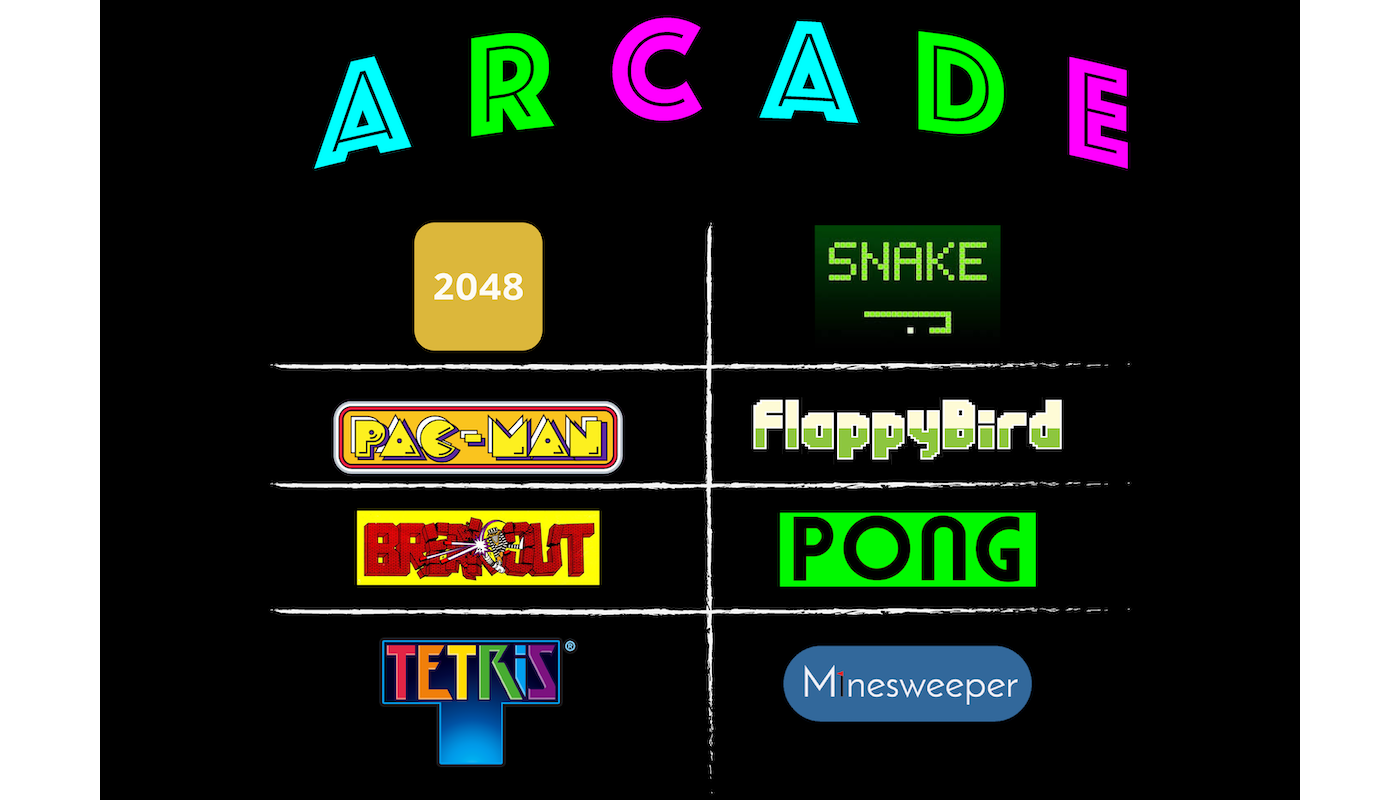 ARCADE
2048
SNAKE
PAC-MAN
FlappyBird
BREAKOUT
PONG
TETRIS®
Minesweeper